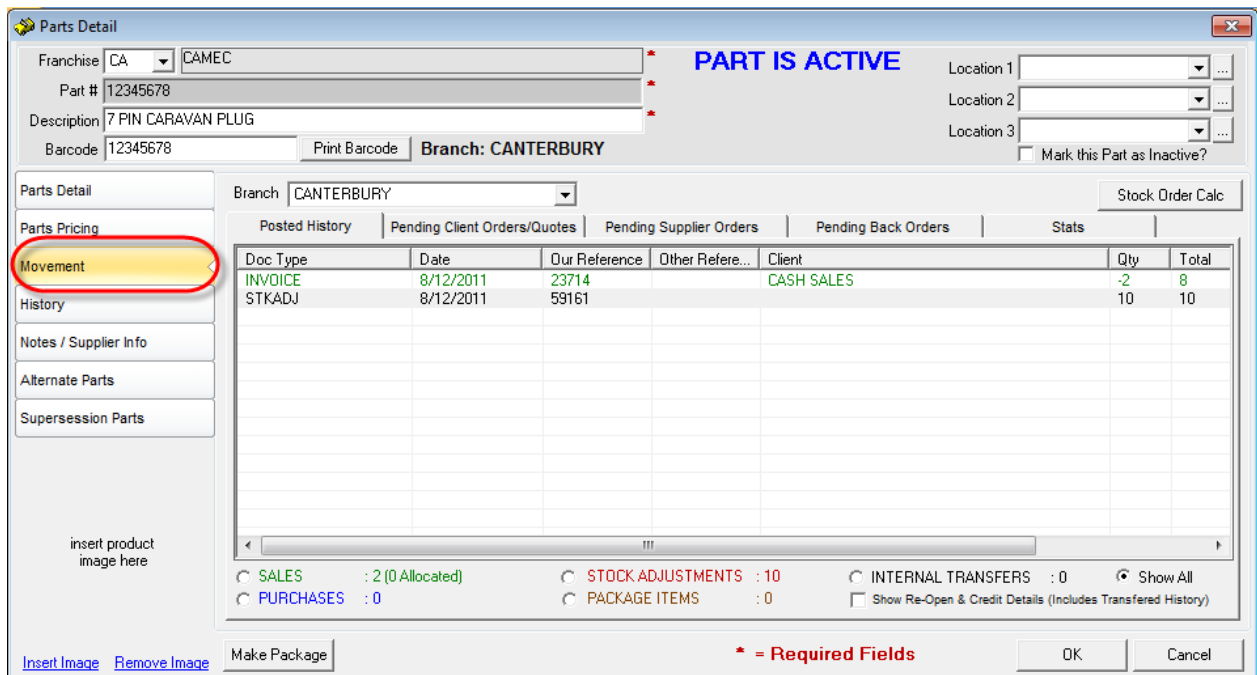 Parts Detail
Franchise CA CAMEC * PART IS ACTIVE Location 1 ...
Part # 12345678 * Location 2 ...
Description 7 PIN CARAVAN PLUG * Location 3 ...
Barcode 12345678 Print Barcode Branch: CANTERBURY Mark this Part as Inactive?
Parts Detail
Parts Pricing
Movement
History
Notes / Supplier Info
Alternate Parts
Supersession Parts
insert product
image here
Insert Image Remove Image
Branch CANTERBURY Stock Order Calc
Posted History Pending Client Orders/Quotes Pending Supplier Orders Pending Back Orders Stats
Doc Type Date Our Reference Other Refere... Client Qty Total
INVOICE 8/12/2011 23714 CASH SALES -2 8
STKADJ 8/12/2011 59161 10 10
SALES : 2 (0 Allocated) STOCK ADJUSTMENTS : 10 INTERNAL TRANSFERS : 0 Show All
PURCHASES : 0 PACKAGE ITEMS : 0 Show Re-Open & Credit Details (Includes Transfered History)
Make Package * = Required Fields OK Cancel